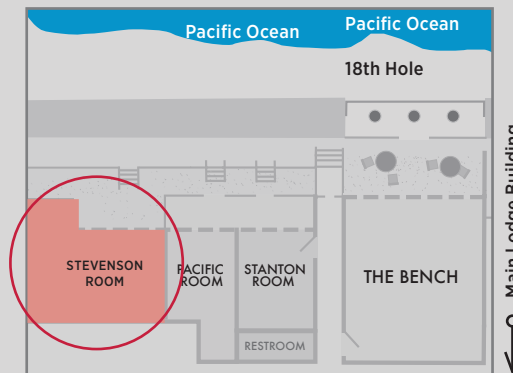 Pacific Ocean
Pacific Ocean
18th Hole
STEVENSON
ROOM
PACIFIC
ROOM
STANTON
ROOM
THE BENCH
RESTROOM
Main Lodge Building